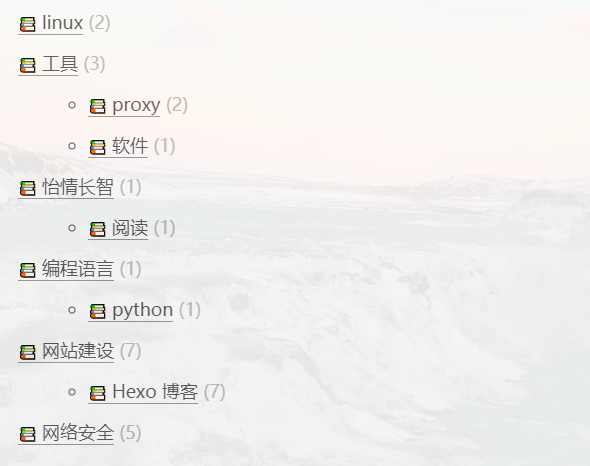 linux (2)
工具 (3)
proxy (2)
软件 (1)
怡情长智 (1)
阅读 (1)
编程语言 (1)
python (1)
网站建设 (7)
Hexo 博客 (7)
网络安全 (5)